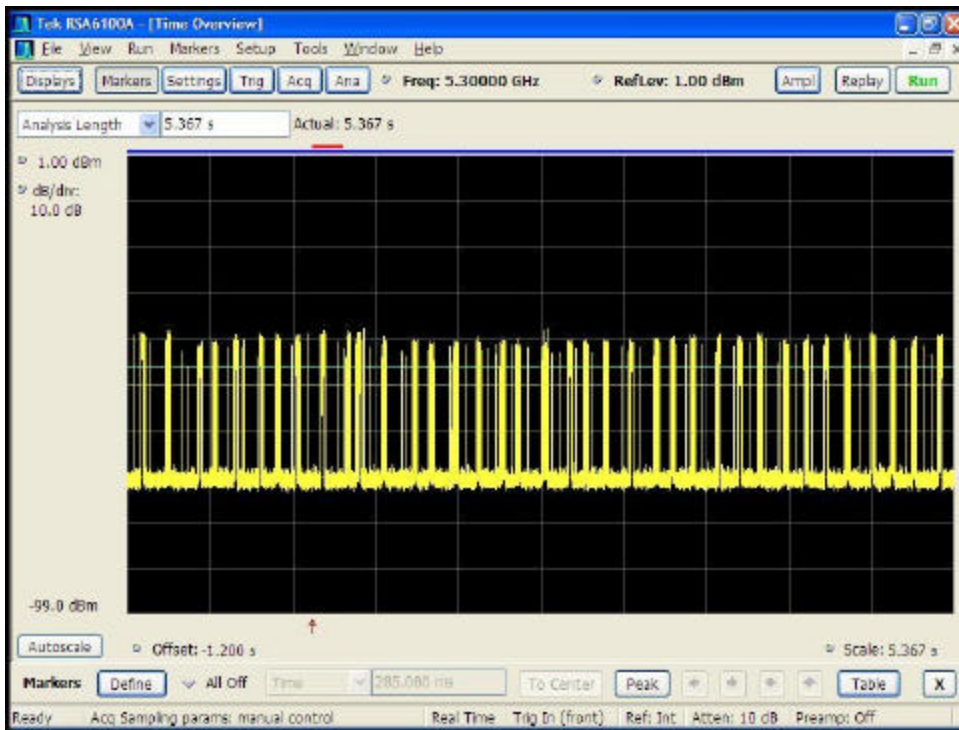 Tek RSA6100A - [Time Overview]
File View Run Markers Setup Tools Window Help
Displays Markers Settings Trig Acq Ana Freq: 5.30000 GHz RefLev: 1.00 dBm Ampl Replay Run
Analysis Length 5.367 s Actual: 5.367 s
1.00 dBm
dB/div:
10.0 dB
-99.0 dBm
Autoscale Offset: -1.200 s Scale: 5.367 s
Markers Define All Off Time 285.080 ms To Center Peak Table X
Ready Acq Sampling params: manual control Real Time Trig In (front) Ref: Int Atten: 10 dB Preamp: Off